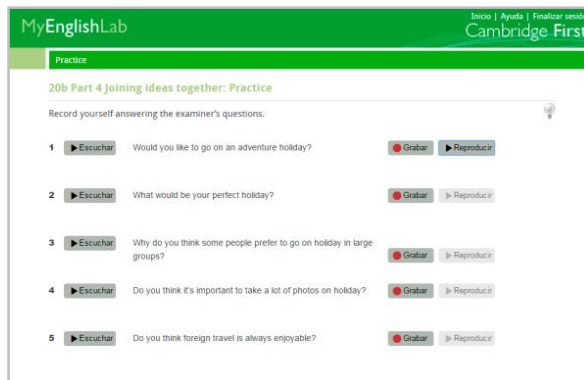 MyEnglishLab
Inicio | Ayuda | Finalizar sesión
Cambridge First
Practice
20b Part 4 Joining ideas together: Practice
Record yourself answering the examiner's questions.
1 Escuchar Would you like to go on an adventure holiday? Grabar Reproducir
2 Escuchar What would be your perfect holiday? Grabar Reproducir
3 Escuchar Why do you think some people prefer to go on holiday in large
groups? Grabar Reproducir
4 Escuchar Do you think it's important to take a lot of photos on holiday? Grabar Reproducir
5 Escuchar Do you think foreign travel is always enjoyable? Grabar Reproducir